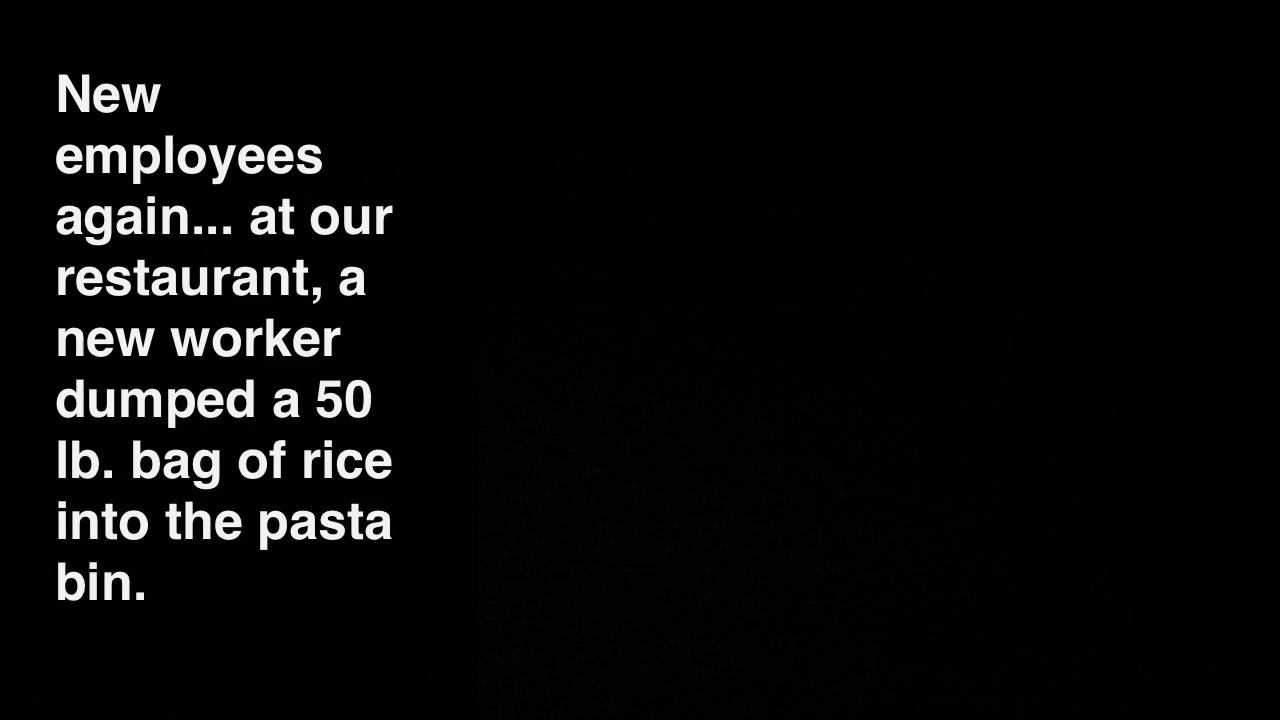 New
employees
again... at our
restaurant, a
new worker
dumped a 50
lb. bag of rice
into the pasta
bin.